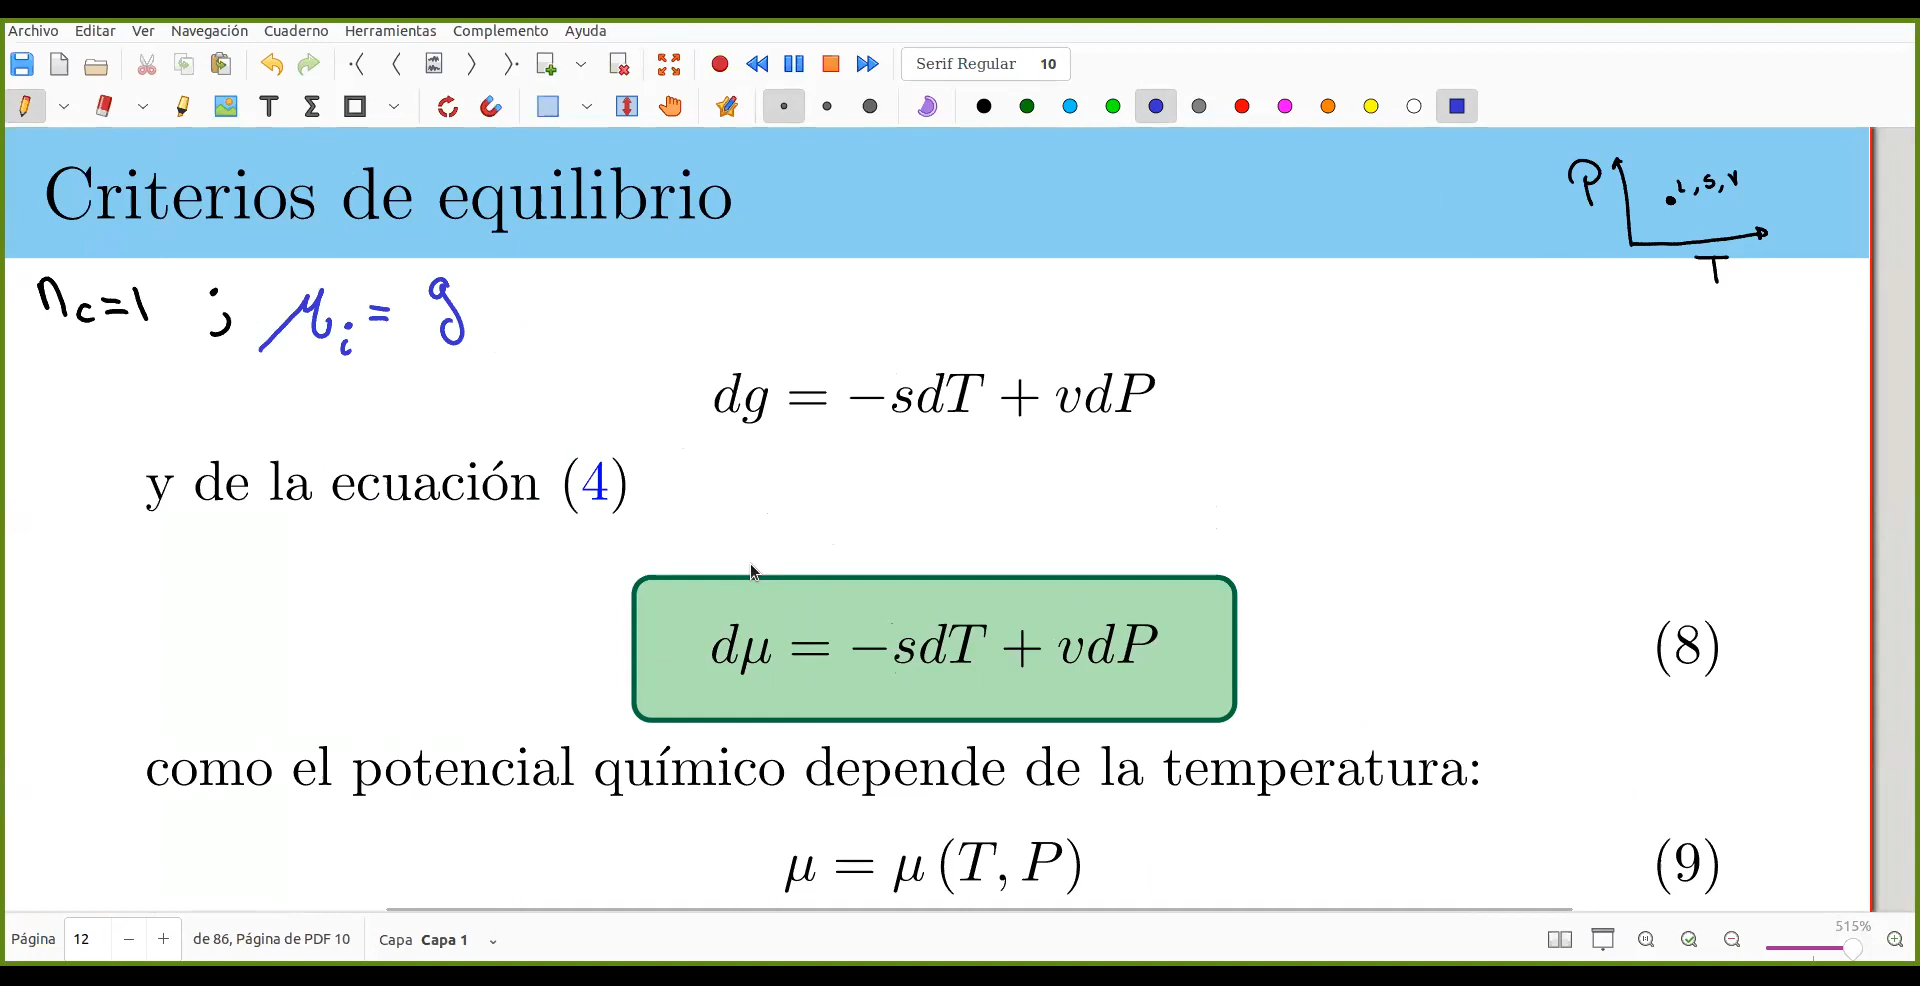 Archivo Editar Ver Navegación Cuaderno Herramientas Complemento Ayuda
Serif Regular 10
T Σ
Criterios de equilibrio
P
l, s, v
T
n_c=1 ; μ_i = g
dg = −sdT + vdP
y de la ecuación (4)
dμ = −sdT + vdP (8)
como el potencial químico depende de la temperatura:
μ = μ (T, P) (9)
Página 12 − + de 86, Página de PDF 10 Capa Capa 1
515%